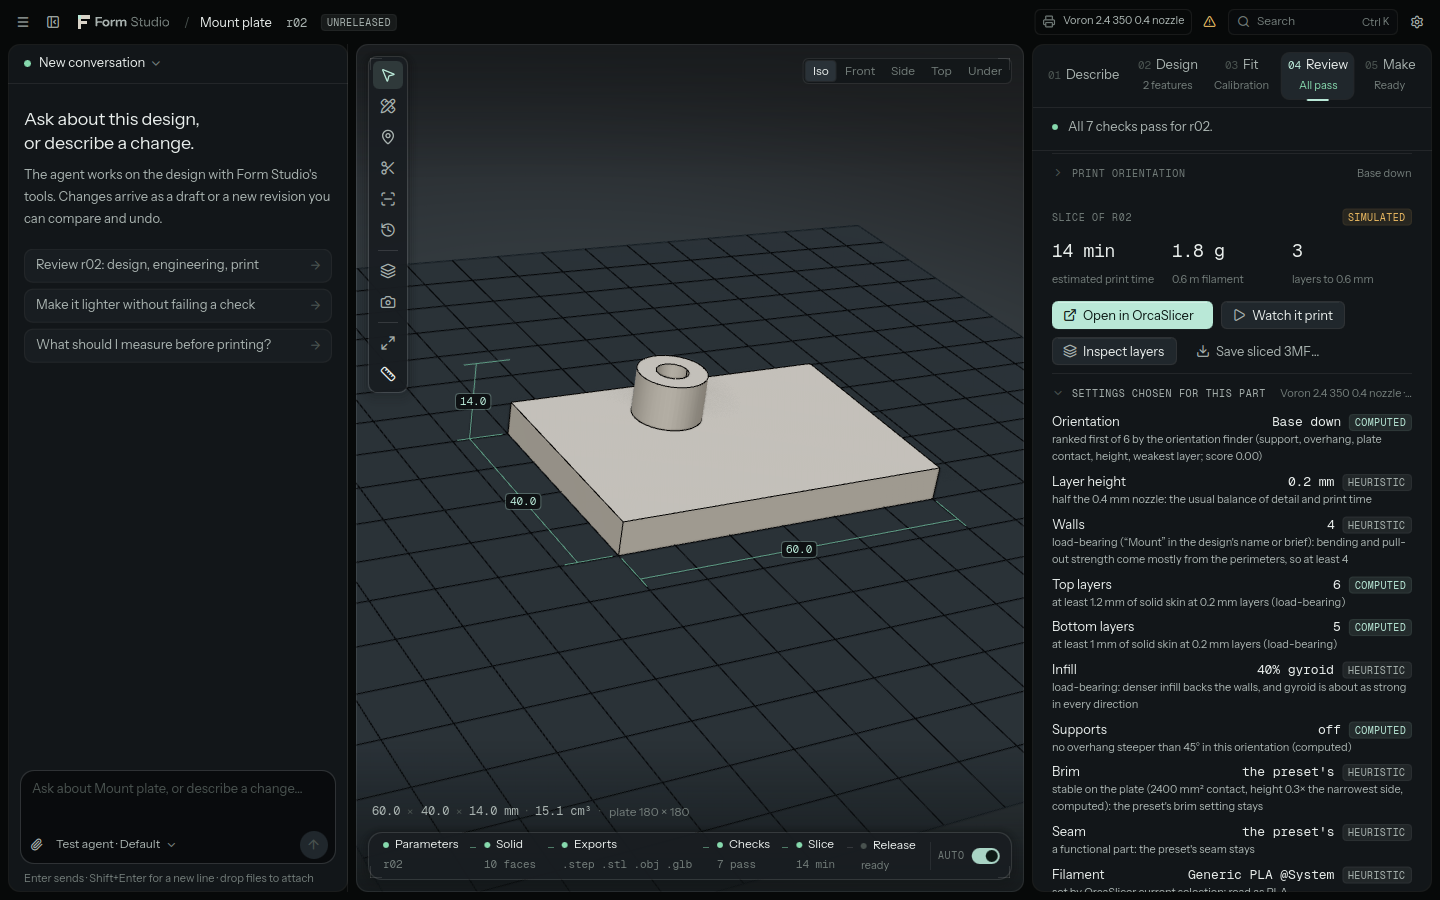 Form Studio / Mount plate r02 UNRELEASED
Voron 2.4 350 0.4 nozzle
Search Ctrl K
New conversation
Ask about this design,
or describe a change.
The agent works on the design with Form Studio's
tools. Changes arrive as a draft or a new revision you
can compare and undo.
Review r02: design, engineering, print
Make it lighter without failing a check
What should I measure before printing?
Ask about Mount plate, or describe a change...
Test agent · Default
Enter sends · Shift+Enter for a new line · drop files to attach
Iso Front Side Top Under
14.0
40.0
60.0
60.0 × 40.0 × 14.0 mm · 15.1 cm³ · plate 180 × 180
Parameters Solid Exports Checks Slice Release
r02 10 faces .step .stl .obj .glb 7 pass 14 min ready
AUTO
01 Describe 02 Design 03 Fit 04 Review 05 Make
2 features Calibration All pass Ready
All 7 checks pass for r02.
PRINT ORIENTATION Base down
SLICE OF R02 SIMULATED
14 min 1.8 g 3
estimated print time 0.6 m filament layers to 0.6 mm
Open in OrcaSlicer Watch it print
Inspect layers Save sliced 3MF...
SETTINGS CHOSEN FOR THIS PART Voron 2.4 350 0.4 nozzle ·...
Orientation Base down COMPUTED
ranked first of 6 by the orientation finder (support, overhang, plate
contact, height, weakest layer; score 0.00)
Layer height 0.2 mm HEURISTIC
half the 0.4 mm nozzle: the usual balance of detail and print time
Walls 4 HEURISTIC
load-bearing (“Mount” in the design's name or brief): bending and pull-
out strength come mostly from the perimeters, so at least 4
Top layers 6 COMPUTED
at least 1.2 mm of solid skin at 0.2 mm layers (load-bearing)
Bottom layers 5 COMPUTED
at least 1 mm of solid skin at 0.2 mm layers (load-bearing)
Infill 40% gyroid HEURISTIC
load-bearing: denser infill backs the walls, and gyroid is about as strong
in every direction
Supports off COMPUTED
no overhang steeper than 45° in this orientation (computed)
Brim the preset's HEURISTIC
stable on the plate (2400 mm² contact, height 0.3× the narrowest side,
computed): the preset's brim setting stays
Seam the preset's HEURISTIC
a functional part: the preset's seam stays
Filament Generic PLA @System HEURISTIC
set by OrcaSlicer current selection; read as PLA